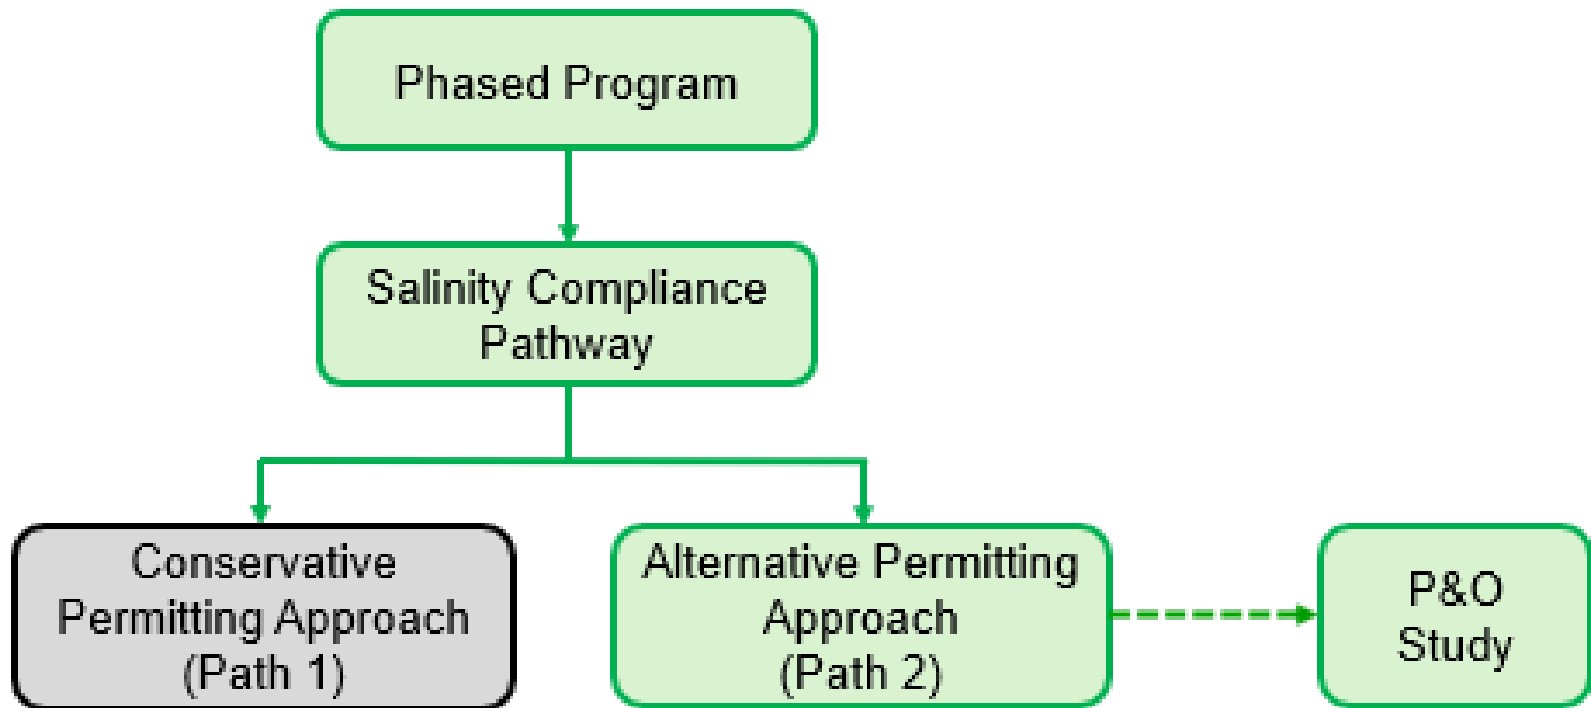 Phased Program
Salinity Compliance
Pathway
Conservative
Permitting Approach
(Path 1)
Alternative Permitting
Approach
(Path 2)
P&O
Study